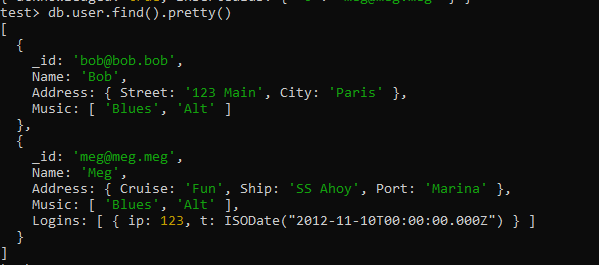 test> db.user.find().pretty()
[
  {
    _id: 'bob@bob.bob',
    Name: 'Bob',
    Address: { Street: '123 Main', City: 'Paris' },
    Music: [ 'Blues', 'Alt' ]
  },
  {
    _id: 'meg@meg.meg',
    Name: 'Meg',
    Address: { Cruise: 'Fun', Ship: 'SS Ahoy', Port: 'Marina' },
    Music: [ 'Blues', 'Alt' ],
    Logins: [ { ip: 123, t: ISODate("2012-11-10T00:00:00.000Z") } ]
  }
]